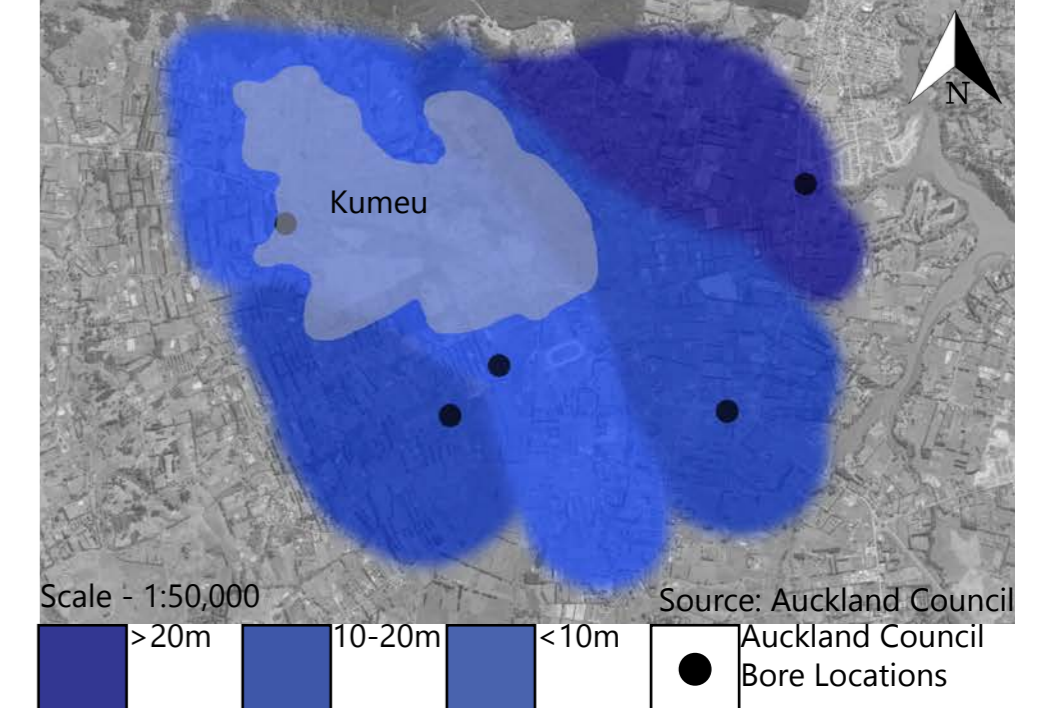 N
Kumeu
Scale - 1:50,000
Source: Auckland Council
>20m
10-20m
<10m
Auckland Council
Bore Locations